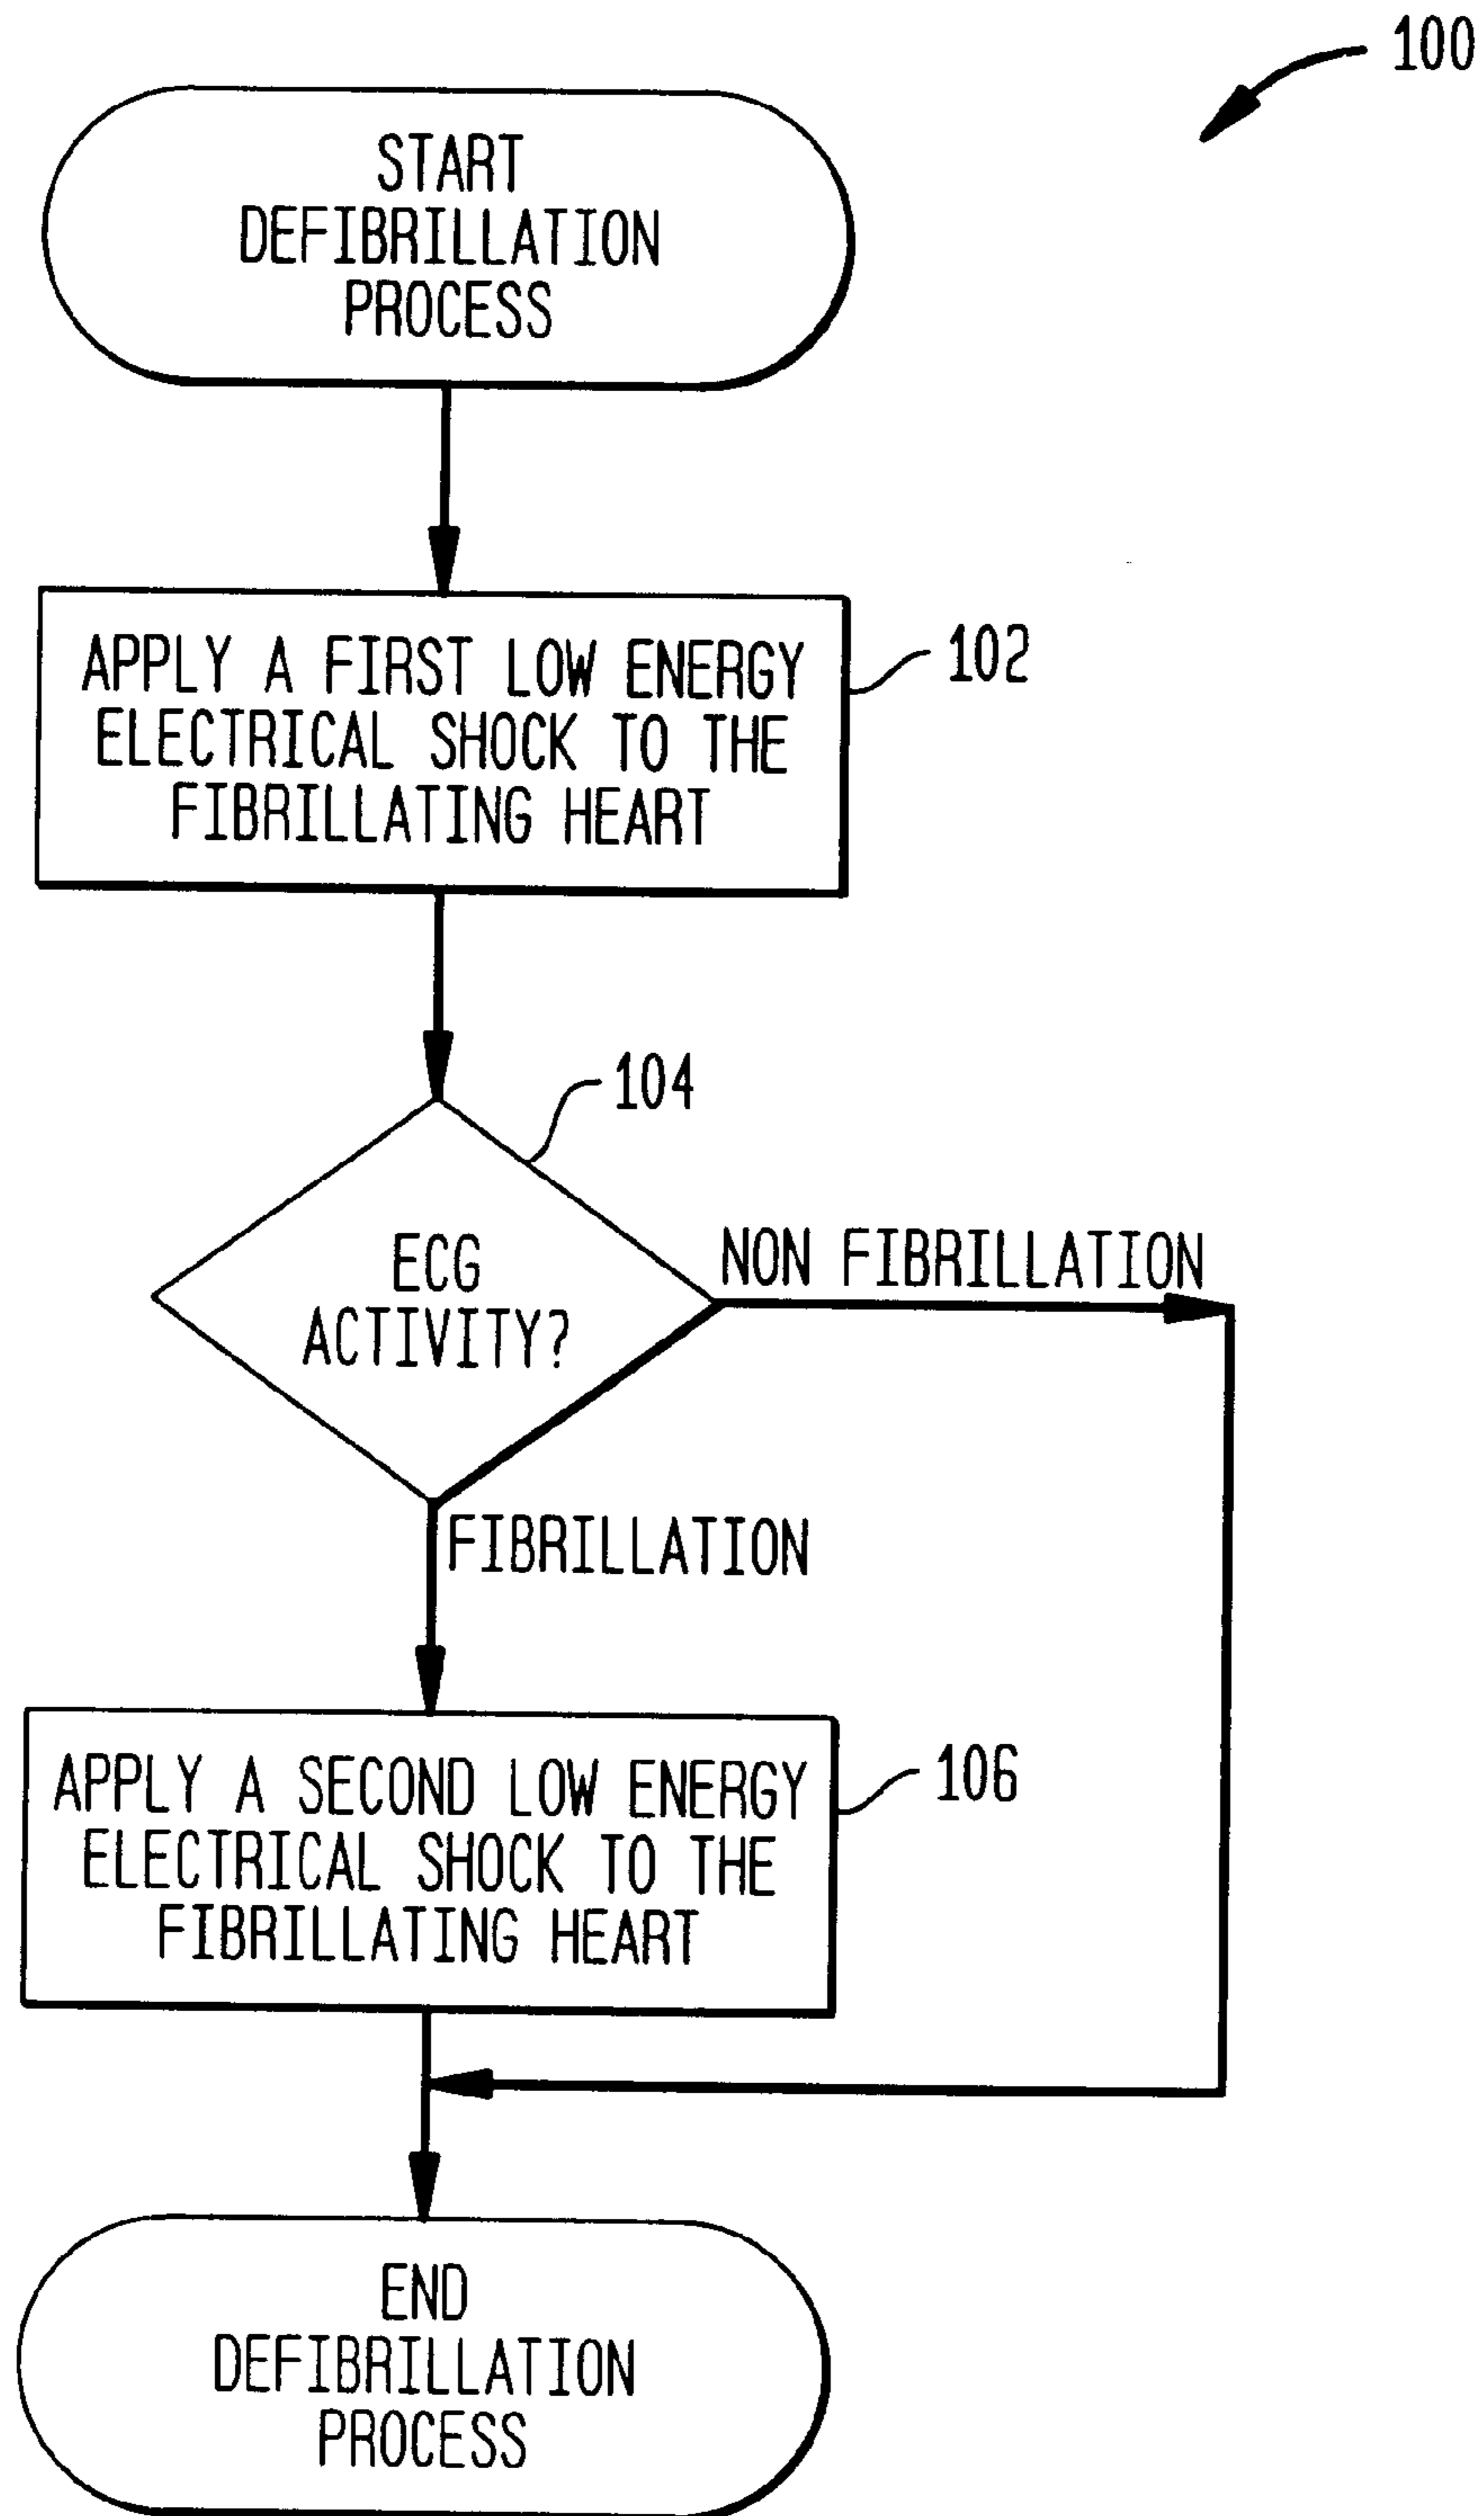 100
START
DEFIBRILLATION
PROCESS
APPLY A FIRST LOW ENERGY
ELECTRICAL SHOCK TO THE
FIBRILLATING HEART
102
104
ECG
ACTIVITY?
NON FIBRILLATION
FIBRILLATION
APPLY A SECOND LOW ENERGY
ELECTRICAL SHOCK TO THE
FIBRILLATING HEART
106
END
DEFIBRILLATION
PROCESS